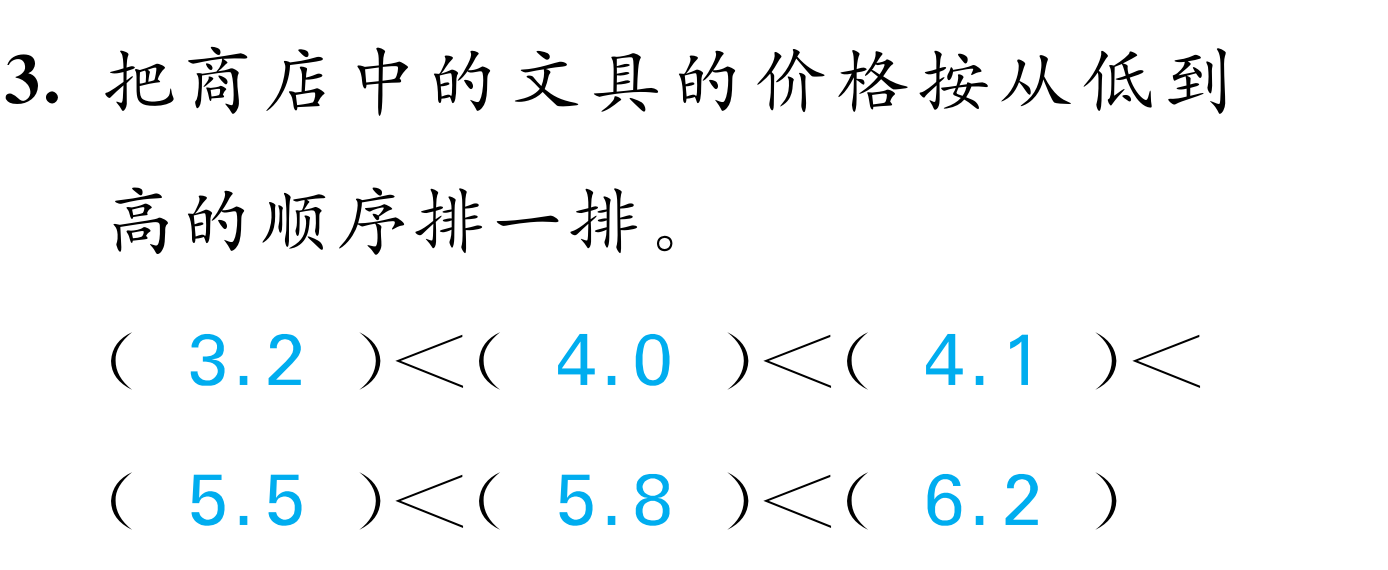 3. 把商店中的文具的价格按从低到
高的顺序排一排。
( 3.2 )<( 4.0 )<( 4.1 )<
( 5.5 )<( 5.8 )<( 6.2 )